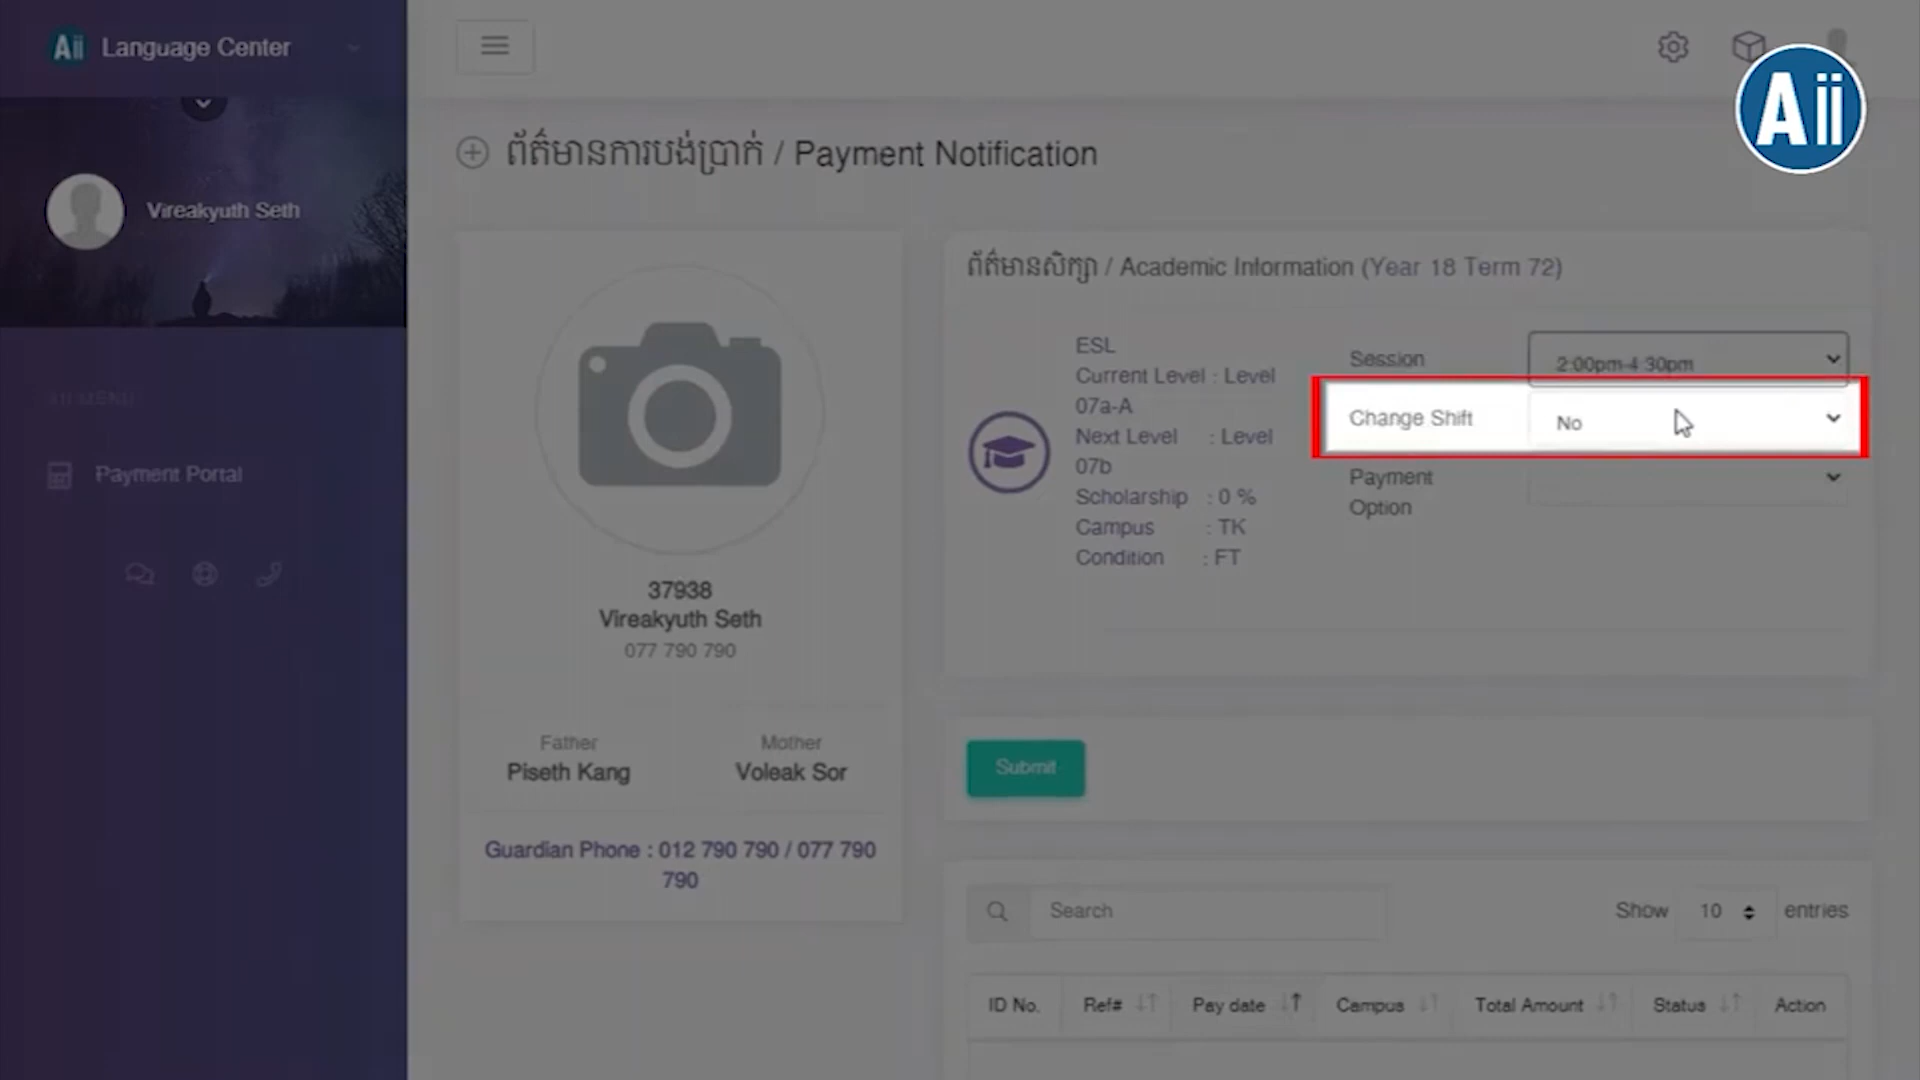 Aii Language Center
Aii
Vireakyuth Seth
AII MENU
Payment Portal
ព័ត៌មានការបង់ប្រាក់ / Payment Notification
37938
Vireakyuth Seth
077 790 790
Father
Mother
Piseth Kang
Voleak Sor
Guardian Phone : 012 790 790 / 077 790
790
ព័ត៌មានសិក្សា / Academic Information (Year 18 Term 72)
ESL
Current Level : Level
07a-A
Next Level : Level
07b
Scholarship : 0 %
Campus : TK
Condition : FT
Session
2:00pm-4:30pm
Change Shift
No
Payment
Option
Submit
Search
Show 10 entries
ID No. Ref# Pay date Campus Total Amount Status Action